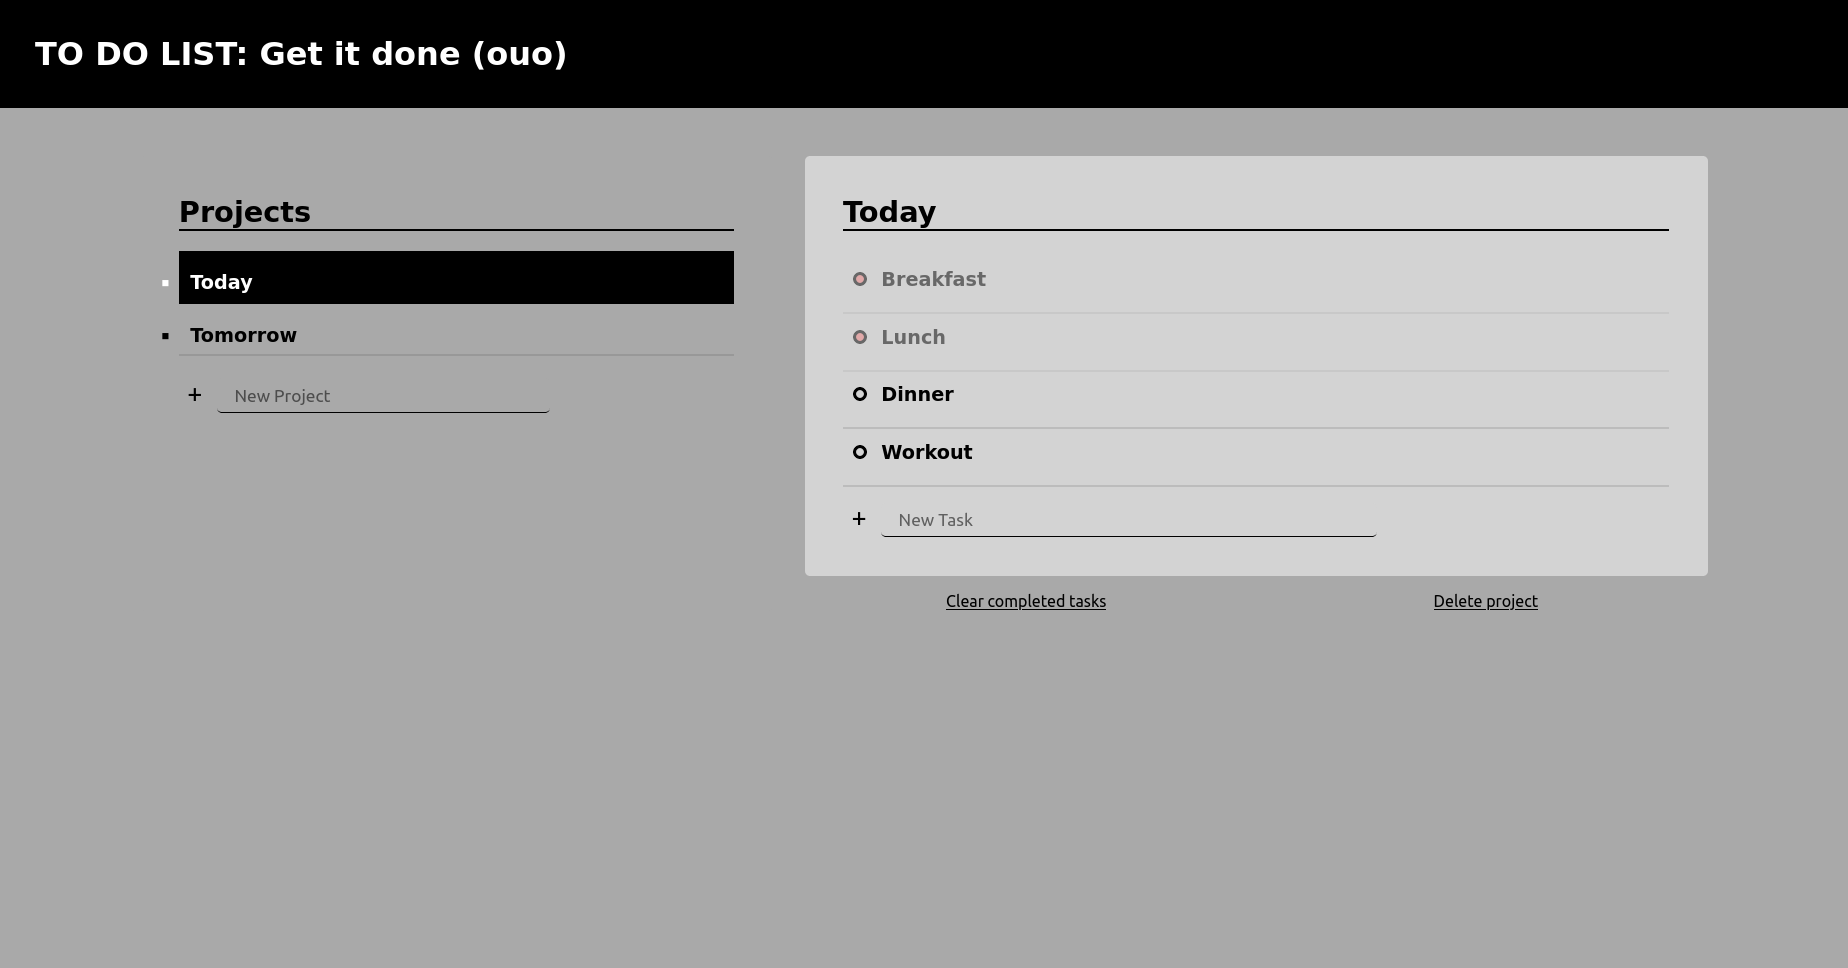 TO DO LIST: Get it done (ouo)
Projects
Today
Tomorrow
+ New Project
Today
Breakfast
Lunch
Dinner
Workout
+ New Task
Clear completed tasks
Delete project